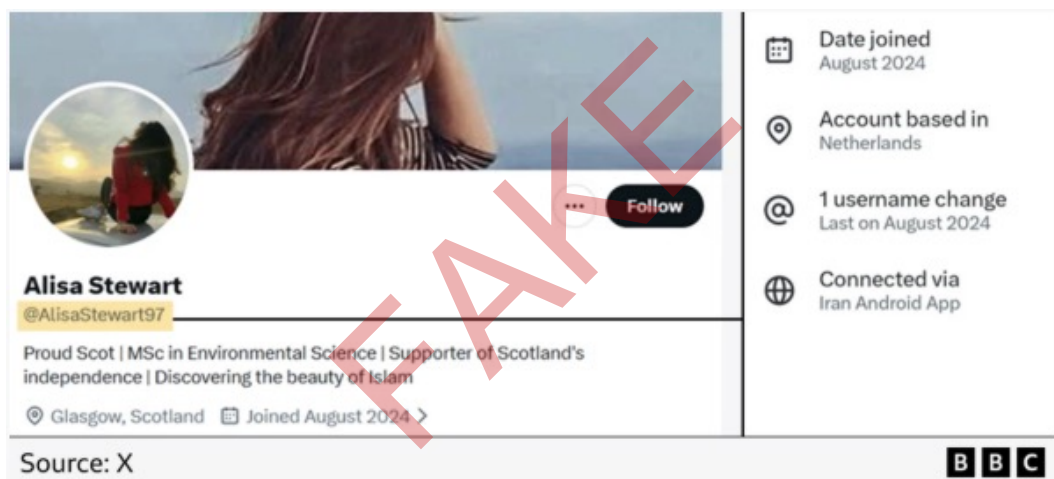 Alisa Stewart
@AlisaStewart97
Proud Scot | MSc in Environmental Science | Supporter of Scotland's
independence | Discovering the beauty of Islam
Glasgow, Scotland Joined August 2024 >
... Follow
Date joined
August 2024
Account based in
Netherlands
1 username change
Last on August 2024
Connected via
Iran Android App
FAKE
Source: X
BBC